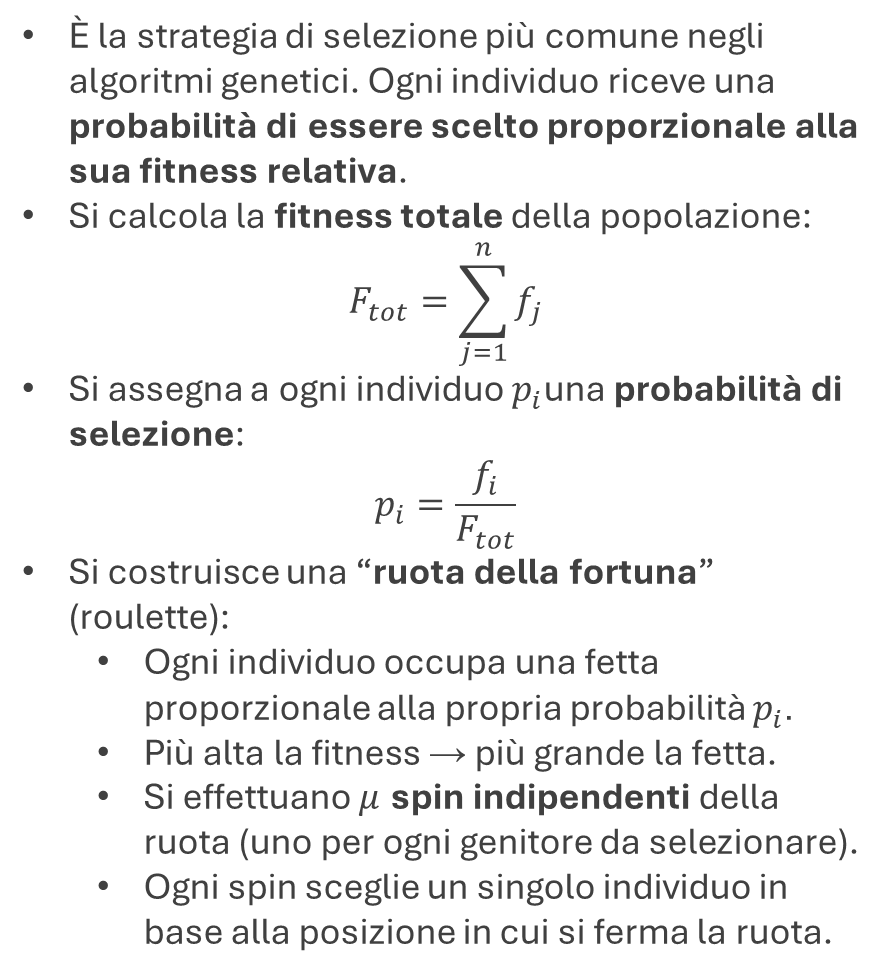 • È la strategia di selezione più comune negli
algoritmi genetici. Ogni individuo riceve una
probabilità di essere scelto proporzionale alla
sua fitness relativa.
• Si calcola la fitness totale della popolazione:
F_{tot} = \sum_{j=1}^{n} f_j
• Si assegna a ogni individuo p_i una probabilità di
selezione:
p_i = \frac{f_i}{F_{tot}}
• Si costruisce una “ruota della fortuna”
(roulette):
• Ogni individuo occupa una fetta
proporzionale alla propria probabilità p_i.
• Più alta la fitness → più grande la fetta.
• Si effettuano μ spin indipendenti della
ruota (uno per ogni genitore da selezionare).
• Ogni spin sceglie un singolo individuo in
base alla posizione in cui si ferma la ruota.